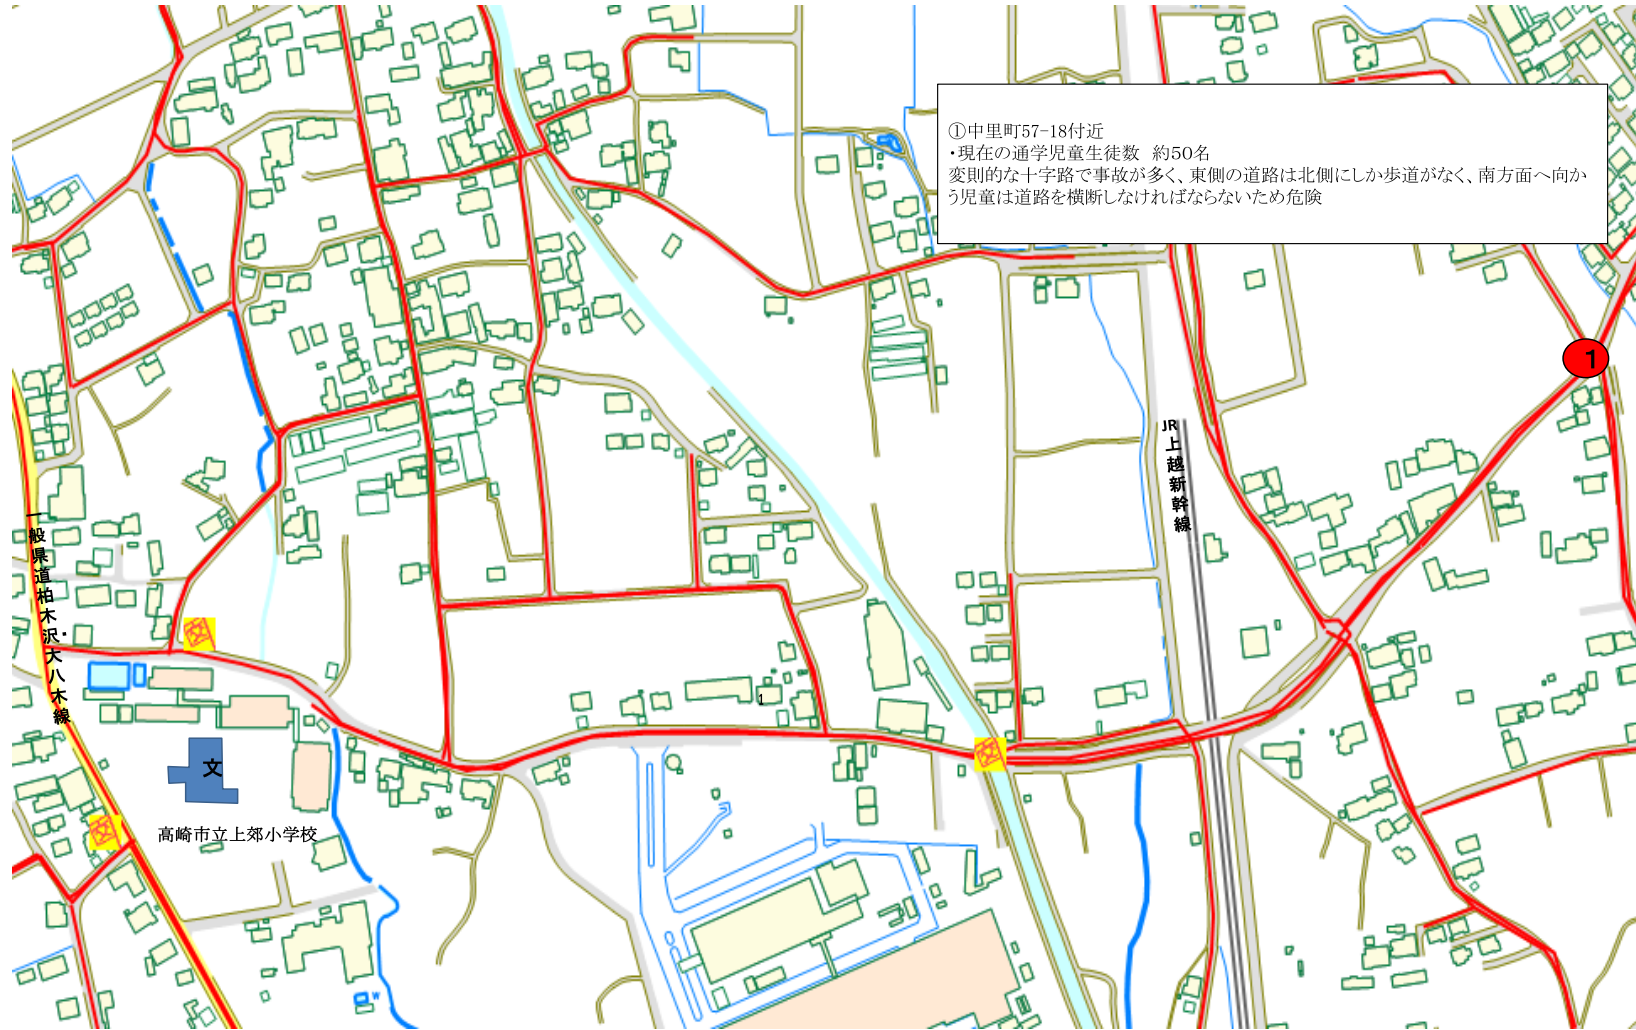 ①中里町57-18付近
・現在の通学児童生徒数　約50名
変則的な十字路で事故が多く、東側の道路は北側にしか歩道がなく、南方面へ向か
う児童は道路を横断しなければならないため危険
1
JR上越新幹線
一般県道柏木沢・大八木線
交
交
交
1
文
高崎市立上郊小学校
W